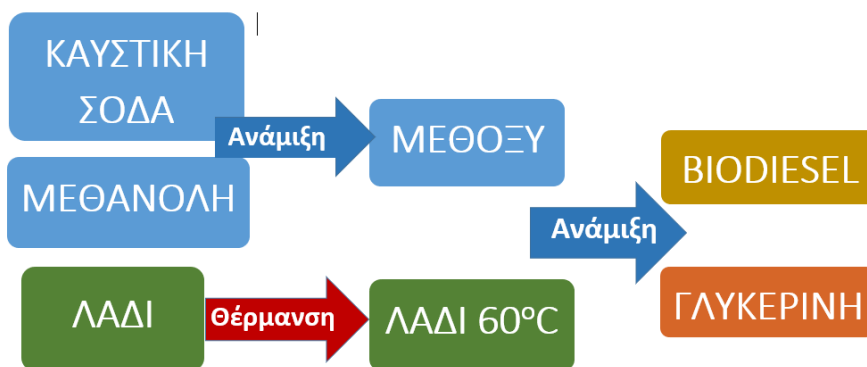 ΚΑΥΣΤΙΚΗ
ΣΟΔΑ
Ανάμιξη
ΜΕΘΟΞΥ
ΜΕΘΑΝΟΛΗ
BIODIESEL
Ανάμιξη
ΛΑΔΙ
Θέρμανση
ΛΑΔΙ 60°C
ΓΛΥΚΕΡΙΝΗ